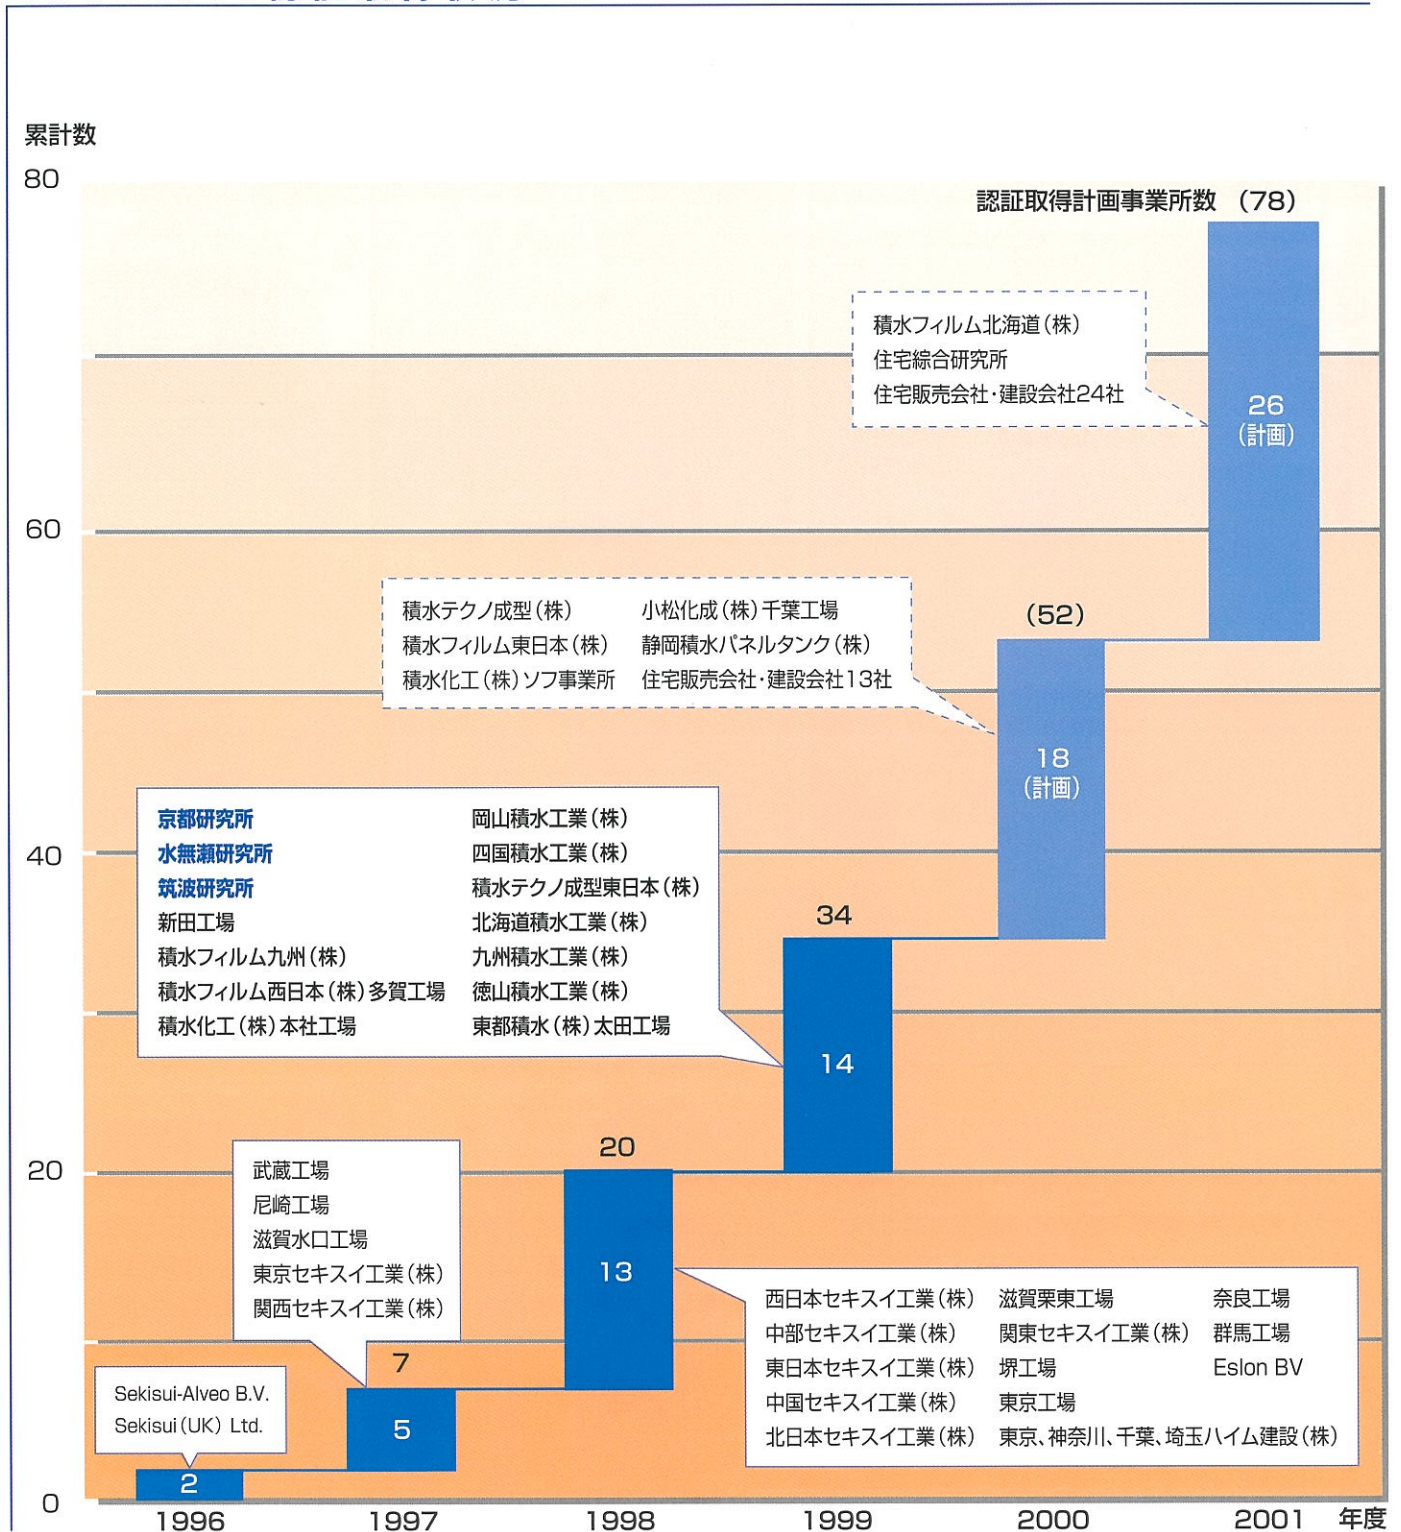 累計数
80
60
40
20
0
認証取得計画事業所数 (78)
積水フィルム北海道(株)
住宅綜合研究所
住宅販売会社・建設会社24社
26
(計画)
(52)
積水テクノ成型(株)
積水フィルム東日本(株)
積水化工(株)ソフ事業所
小松化成(株)千葉工場
静岡積水パネルタンク(株)
住宅販売会社・建設会社13社
18
(計画)
京都研究所
水無瀬研究所
筑波研究所
新田工場
積水フィルム九州(株)
積水フィルム西日本(株)多賀工場
積水化工(株)本社工場
岡山積水工業(株)
四国積水工業(株)
積水テクノ成型東日本(株)
北海道積水工業(株)
九州積水工業(株)
徳山積水工業(株)
東都積水(株)太田工場
34
14
武蔵工場
尼崎工場
滋賀水口工場
東京セキスイ工業(株)
関西セキスイ工業(株)
20
13
西日本セキスイ工業(株)
中部セキスイ工業(株)
東日本セキスイ工業(株)
中国セキスイ工業(株)
北日本セキスイ工業(株)
滋賀栗東工場
関東セキスイ工業(株)
堺工場
東京工場
東京、神奈川、千葉、埼玉ハイム建設(株)
奈良工場
群馬工場
Eslon BV
7
5
Sekisui-Alveo B.V.
Sekisui(UK) Ltd.
2
1996
1997
1998
1999
2000
2001
年度